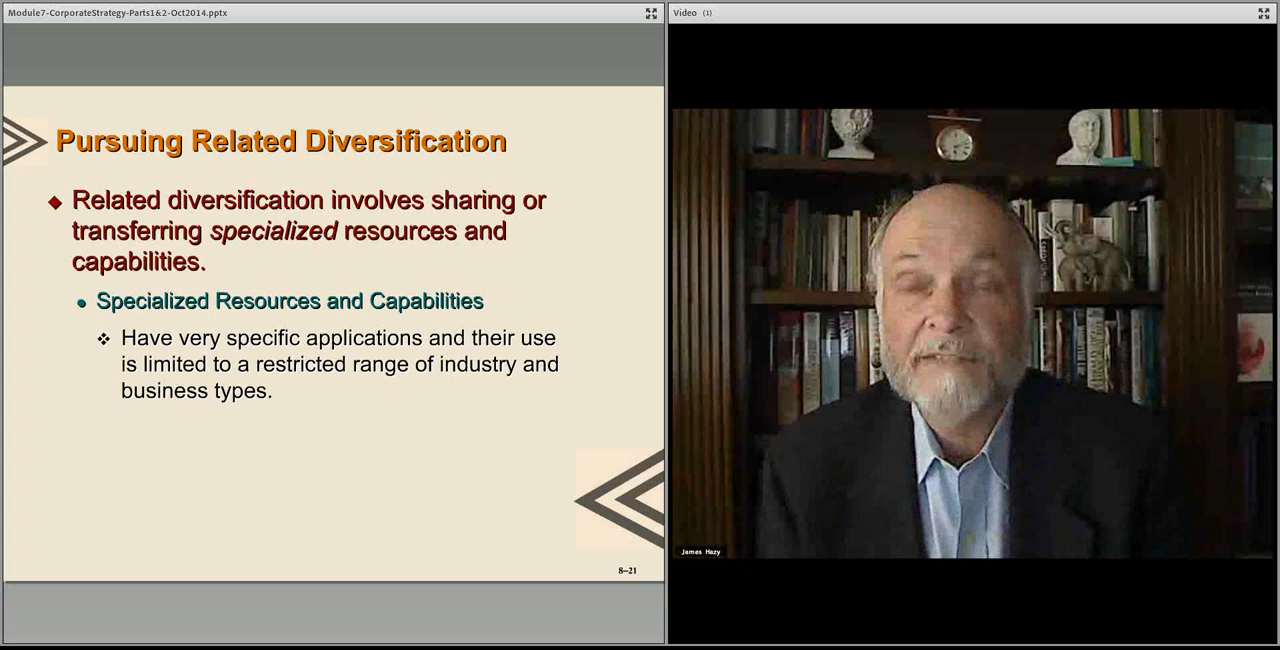 Module7-CorporateStrategy-Parts1&2-Oct2014.pptx
Video (1)
Pursuing Related Diversification
Related diversification involves sharing or
transferring specialized resources and
capabilities.
Specialized Resources and Capabilities
Have very specific applications and their use
is limited to a restricted range of industry and
business types.
8–21
James Hazy